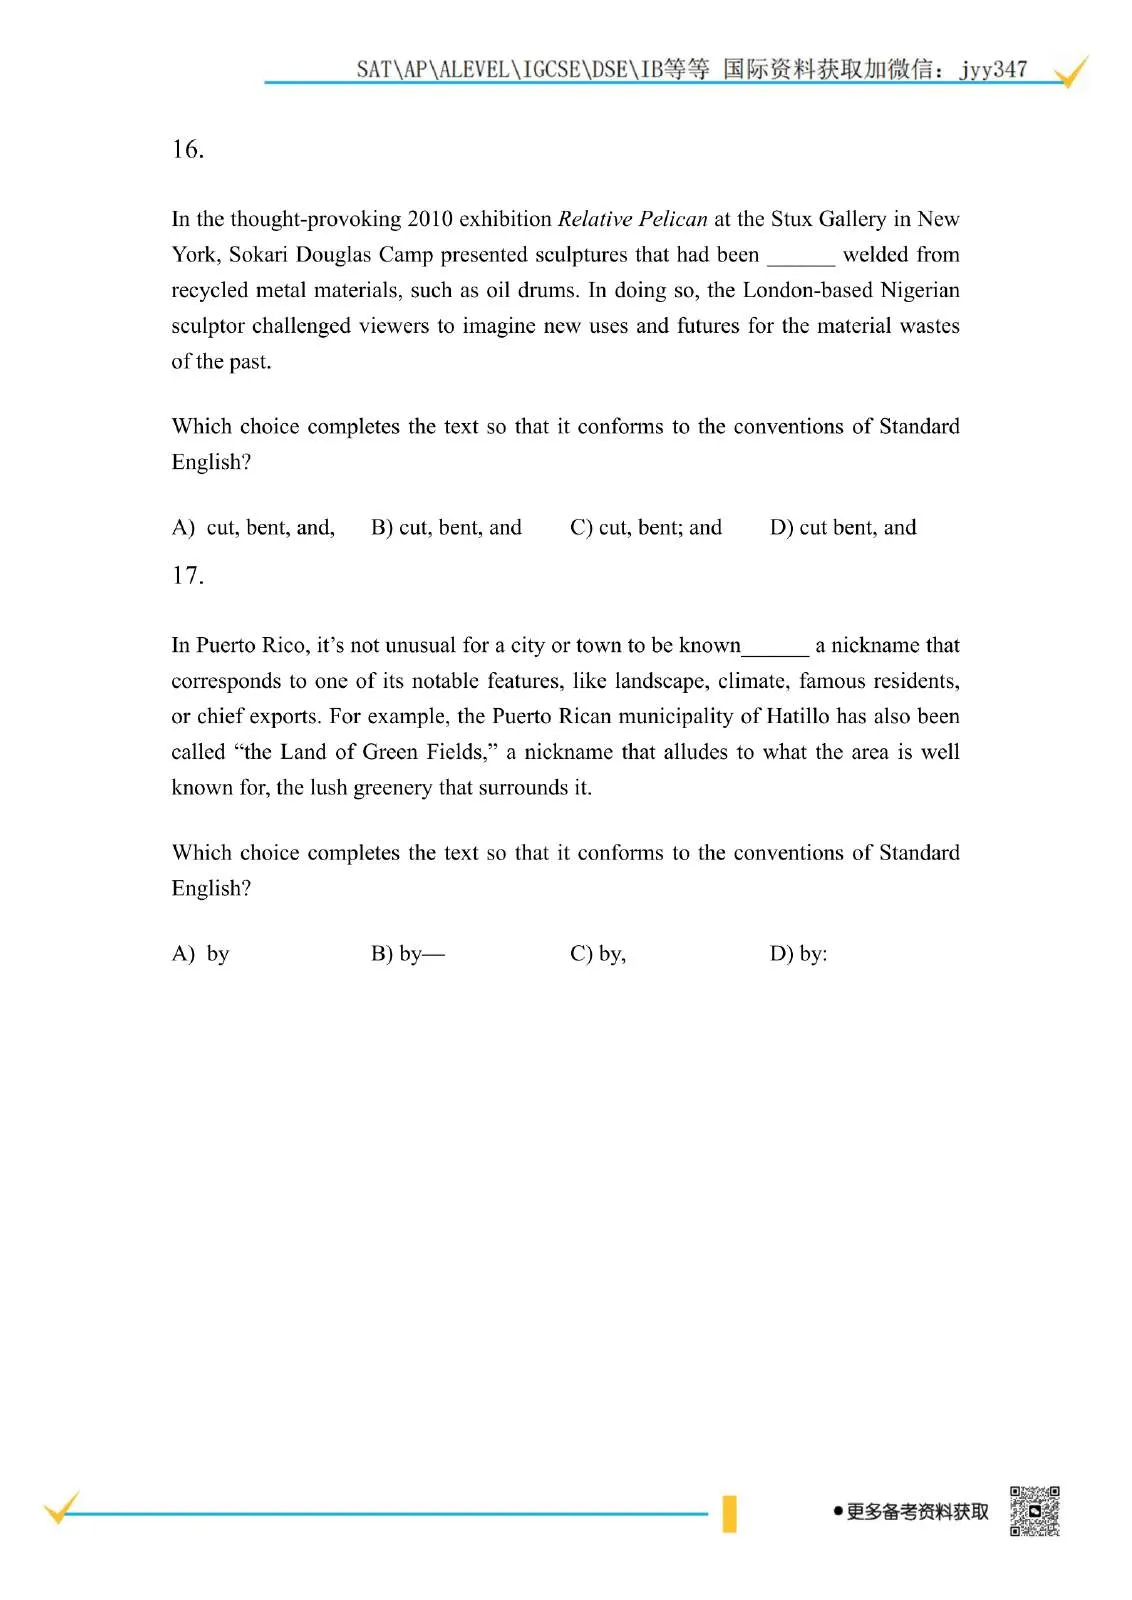 SAT\AP\ALEVEL\IGCSE\DSE\IB等等 国际资料获取加微信：jyy347
16.
In the thought-provoking 2010 exhibition Relative Pelican at the Stux Gallery in New
York, Sokari Douglas Camp presented sculptures that had been ______ welded from
recycled metal materials, such as oil drums. In doing so, the London-based Nigerian
sculptor challenged viewers to imagine new uses and futures for the material wastes
of the past.
Which choice completes the text so that it conforms to the conventions of Standard
English?
A) cut, bent, and, B) cut, bent, and C) cut, bent; and D) cut bent, and
17.
In Puerto Rico, it’s not unusual for a city or town to be known______ a nickname that
corresponds to one of its notable features, like landscape, climate, famous residents,
or chief exports. For example, the Puerto Rican municipality of Hatillo has also been
called “the Land of Green Fields,” a nickname that alludes to what the area is well
known for, the lush greenery that surrounds it.
Which choice completes the text so that it conforms to the conventions of Standard
English?
A) by B) by— C) by, D) by:
●更多备考资料获取